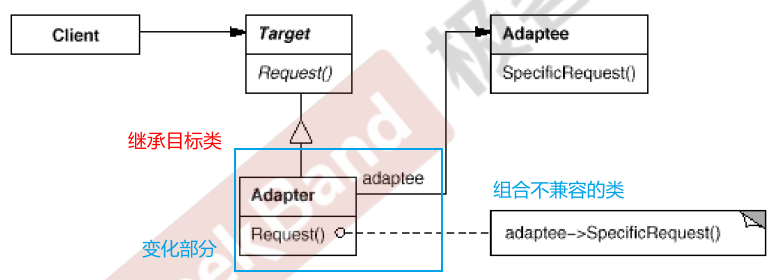 Client
Target
Request()
Adaptee
SpecificRequest()
继承目标类
adaptee
Adapter
Request()
组合不兼容的类
adaptee->SpecificRequest()
变化部分